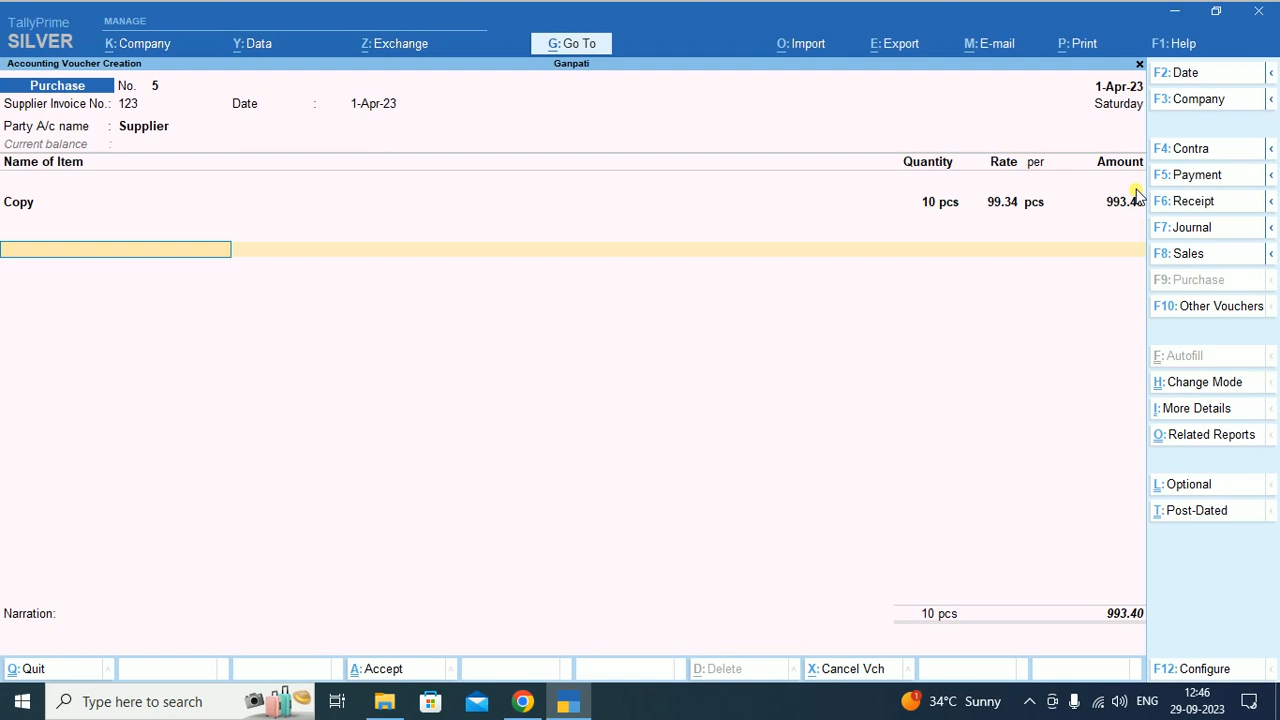 TallyPrime
SILVER
MANAGE
K: Company
Y: Data
Z: Exchange
G: Go To
O: Import
E: Export
M: E-mail
P: Print
F1: Help
Accounting Voucher Creation
Ganpati
Purchase No. 5
1-Apr-23
Supplier Invoice No.: 123 Date : 1-Apr-23
Saturday
Party A/c name : Supplier
Current balance :
Name of Item Quantity Rate per Amount
Copy 10 pcs 99.34 pcs 993.40
Narration: 10 pcs 993.40
Q: Quit
A: Accept
D: Delete
X: Cancel Vch
F2: Date
F3: Company
F4: Contra
F5: Payment
F6: Receipt
F7: Journal
F8: Sales
F9: Purchase
F10: Other Vouchers
F: Autofill
H: Change Mode
I: More Details
O: Related Reports
L: Optional
T: Post-Dated
F12: Configure
Type here to search
34°C Sunny
ENG
12:46
29-09-2023